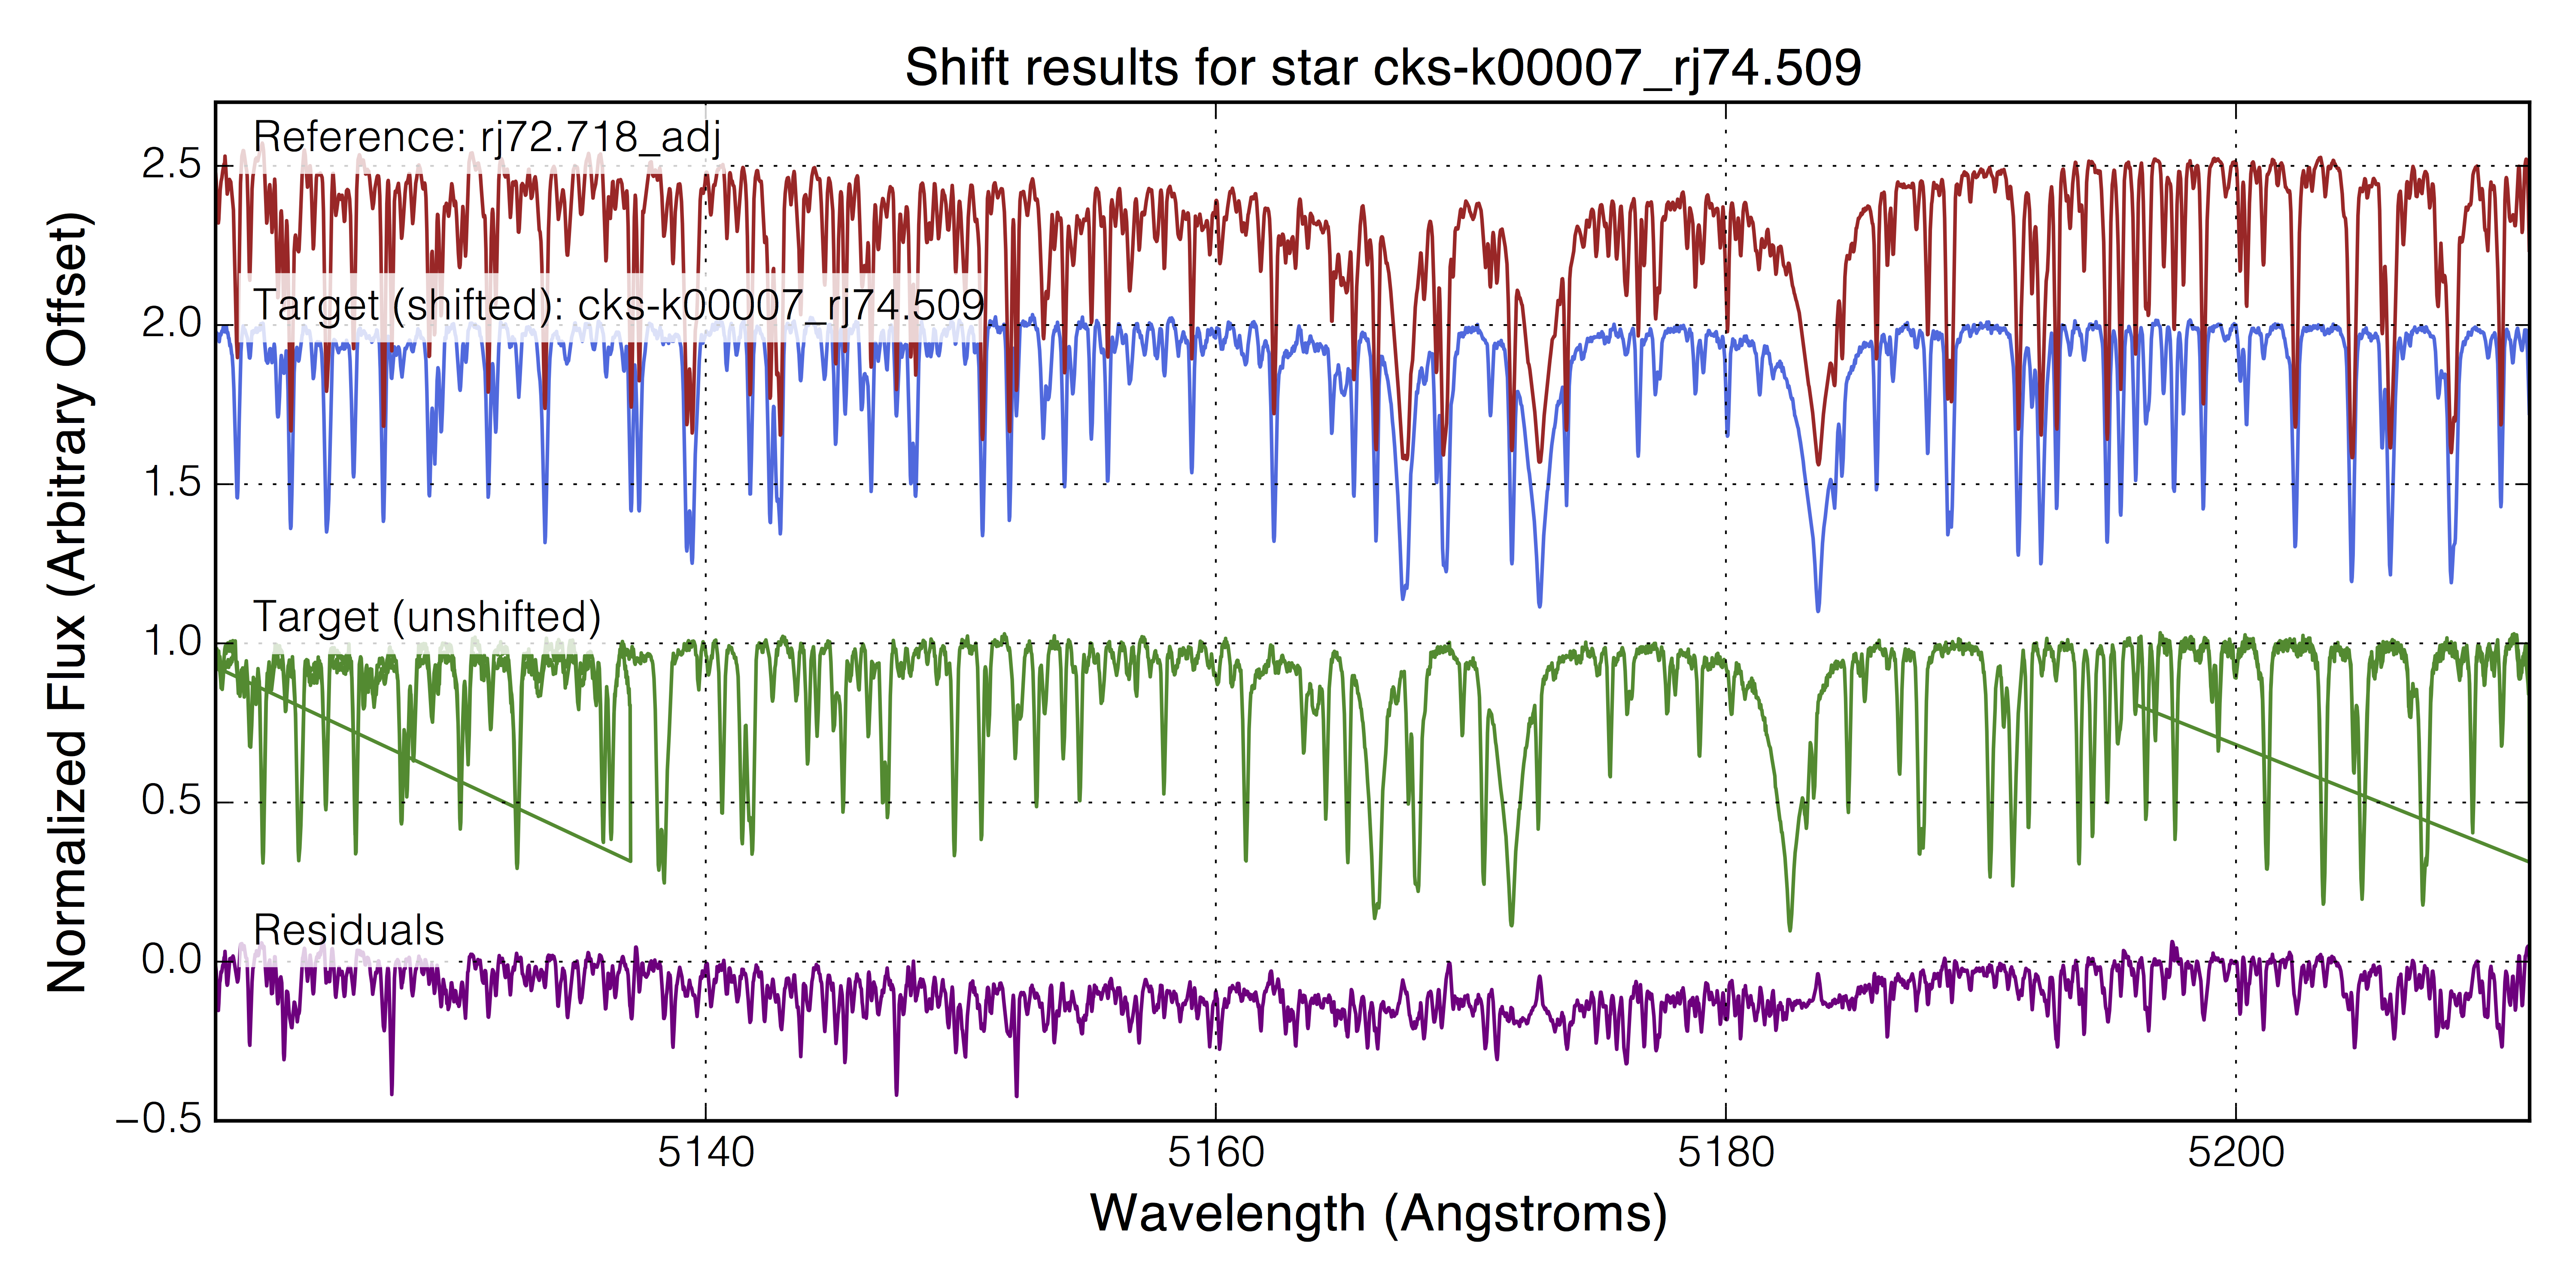 Shift results for star cks-k00007_rj74.509
Reference: rj72.718_adj
Target (shifted): cks-k00007_rj74.509
Target (unshifted)
Residuals
Normalized Flux (Arbitrary Offset)
2.5
2.0
1.5
1.0
0.5
0.0
−0.5
5140 5160 5180 5200
Wavelength (Angstroms)